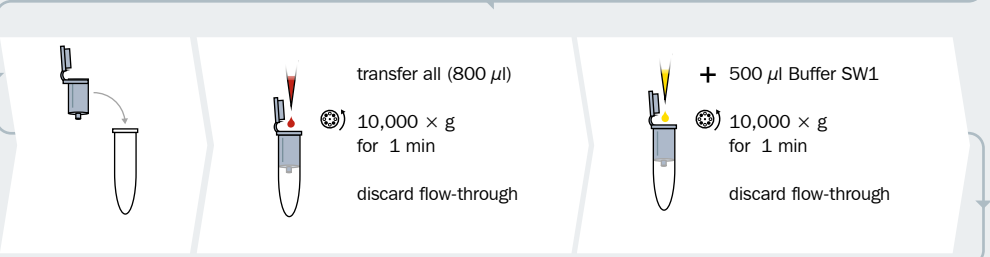 transfer all (800 µl)
10,000 × g
for 1 min
discard flow-through
+ 500 µl Buffer SW1
10,000 × g
for 1 min
discard flow-through